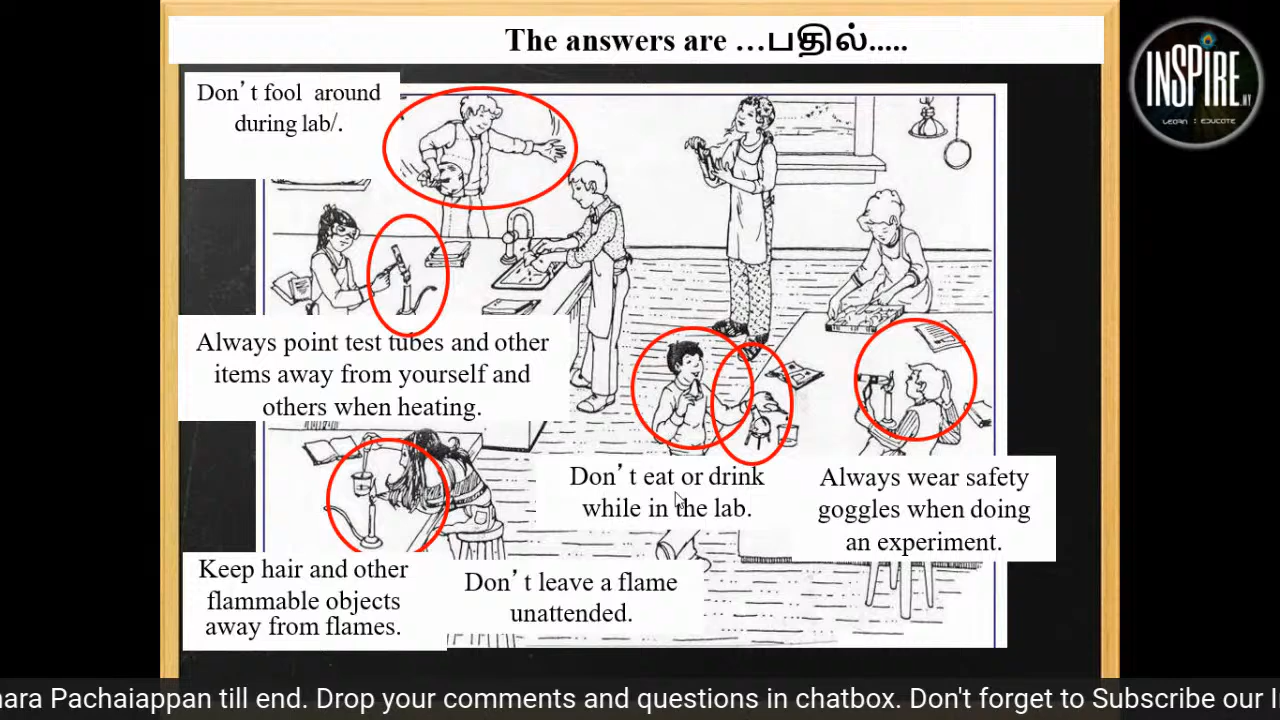 The answers are ...பதில்.....
Don't fool around
during lab/.
Always point test tubes and other
items away from yourself and
others when heating.
Don't eat or drink
while in the lab.
Always wear safety
goggles when doing
an experiment.
Keep hair and other
flammable objects
away from flames.
Don't leave a flame
unattended.
INSPIRE.MY
LEARN : EDUCATE
Pachaiappan till end. Drop your comments and questions in chatbox. Don't forget to Subscribe our